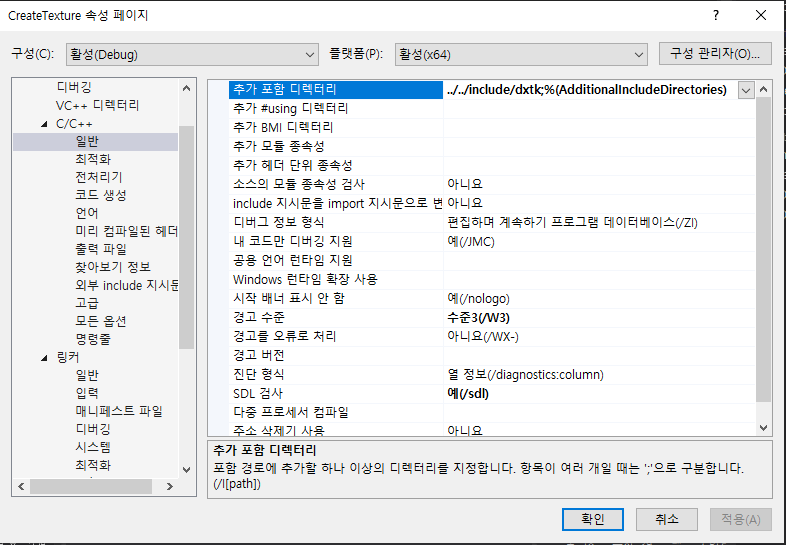 CreateTexture 속성 페이지
구성(C): 활성(Debug) 플랫폼(P): 활성(x64) 구성 관리자(O)...
디버깅
VC++ 디렉터리
C/C++
일반
최적화
전처리기
코드 생성
언어
미리 컴파일된 헤더
출력 파일
찾아보기 정보
외부 include 지시문
고급
모든 옵션
명령줄
링커
일반
입력
매니페스트 파일
디버깅
시스템
최적화
추가 포함 디렉터리 ../../include/dxtk;%(AdditionalIncludeDirectories)
추가 #using 디렉터리
추가 BMI 디렉터리
추가 모듈 종속성
추가 헤더 단위 종속성
소스의 모듈 종속성 검사 아니요
include 지시문을 import 지시문으로 변 아니요
디버그 정보 형식 편집하며 계속하기 프로그램 데이터베이스(/ZI)
내 코드만 디버깅 지원 예(/JMC)
공용 언어 런타임 지원
Windows 런타임 확장 사용
시작 배너 표시 안 함 예(/nologo)
경고 수준 수준3(/W3)
경고를 오류로 처리 아니요(/WX-)
경고 버전
진단 형식 열 정보(/diagnostics:column)
SDL 검사 예(/sdl)
다중 프로세서 컴파일
주소 삭제기 사용 아니요
추가 포함 디렉터리
포함 경로에 추가할 하나 이상의 디렉터리를 지정합니다. 항목이 여러 개일 때는 ';'으로 구분합니다.
(/I[path])
확인 취소 적용(A)